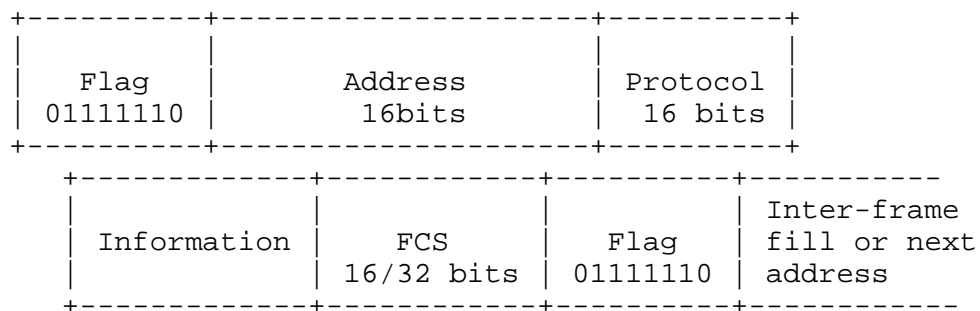 Flag Address Protocol
01111110 16bits 16 bits
Inter-frame
Information FCS Flag fill or next
16/32 bits 01111110 address